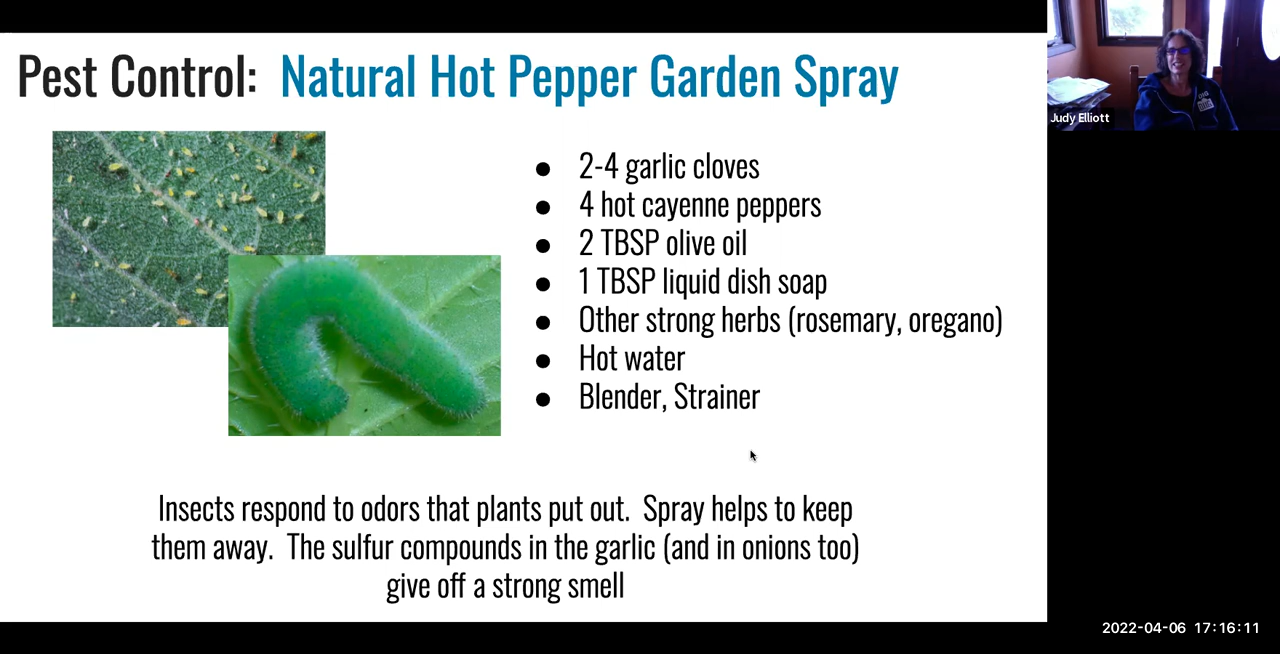 Pest Control: Natural Hot Pepper Garden Spray
Judy Elliott
● 2-4 garlic cloves
● 4 hot cayenne peppers
● 2 TBSP olive oil
● 1 TBSP liquid dish soap
● Other strong herbs (rosemary, oregano)
● Hot water
● Blender, Strainer
Insects respond to odors that plants put out. Spray helps to keep
them away. The sulfur compounds in the garlic (and in onions too)
give off a strong smell
2022-04-06 17:16:11